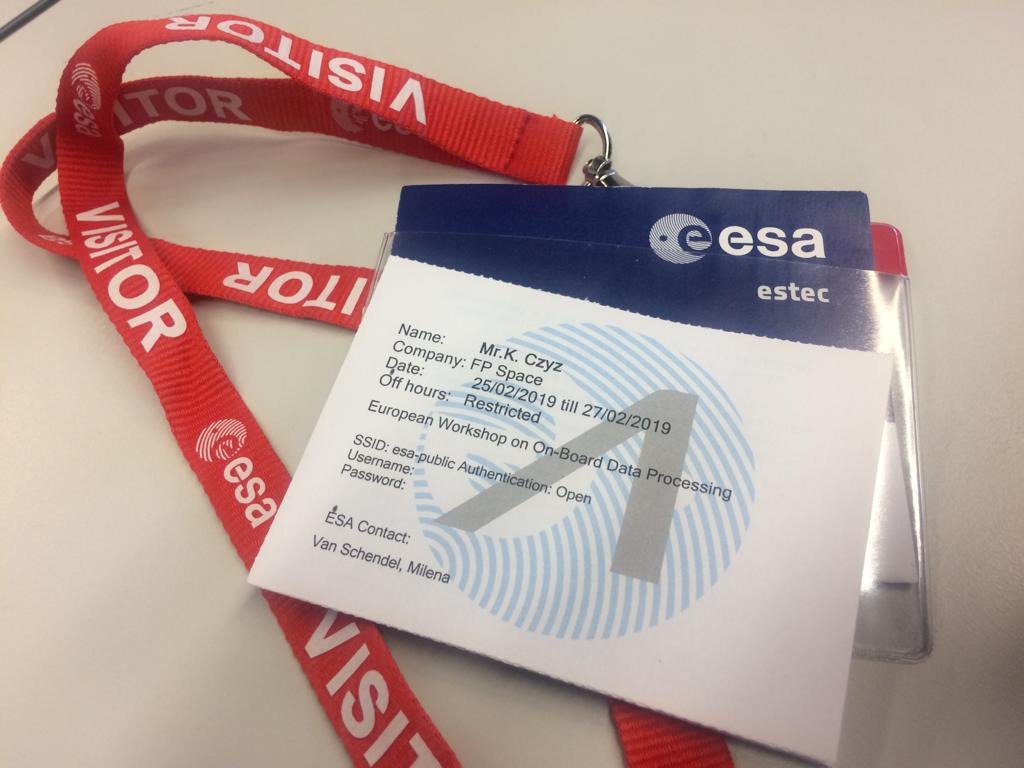 VISITOR
VISITOR
esa
esa
VISITOR
VISITOR
esa
VISIT
esa
estec
Name: Mr.K. Czyz
Company: FP Space
Date: 25/02/2019 till 27/02/2019
Off hours: Restricted
European Workshop on On-Board Data Processing
SSID: esa-public Authentication: Open
Username:
Password:
ESA Contact:
Van Schendel, Milena